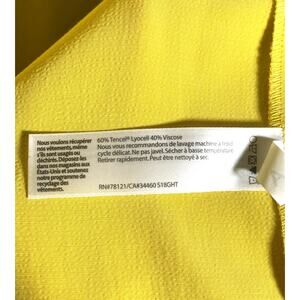 Nous voulons récupérer
nos vêtements, même
s'ils sont usagés ou
déchirés. Déposez-les
dans nos magasins aux
États-Unis et soutenez
notre programme de
recyclage des
vêtements.
60% Tencel® Lyocell 40% Viscose
Nous vous recommandons de lavage machine à froid
cycle délicat. Ne pas javel. Sécher à basse température
Retirer rapidement. Peut être nettoyé à sec.
RN#78121/CA#34460 S18GHT